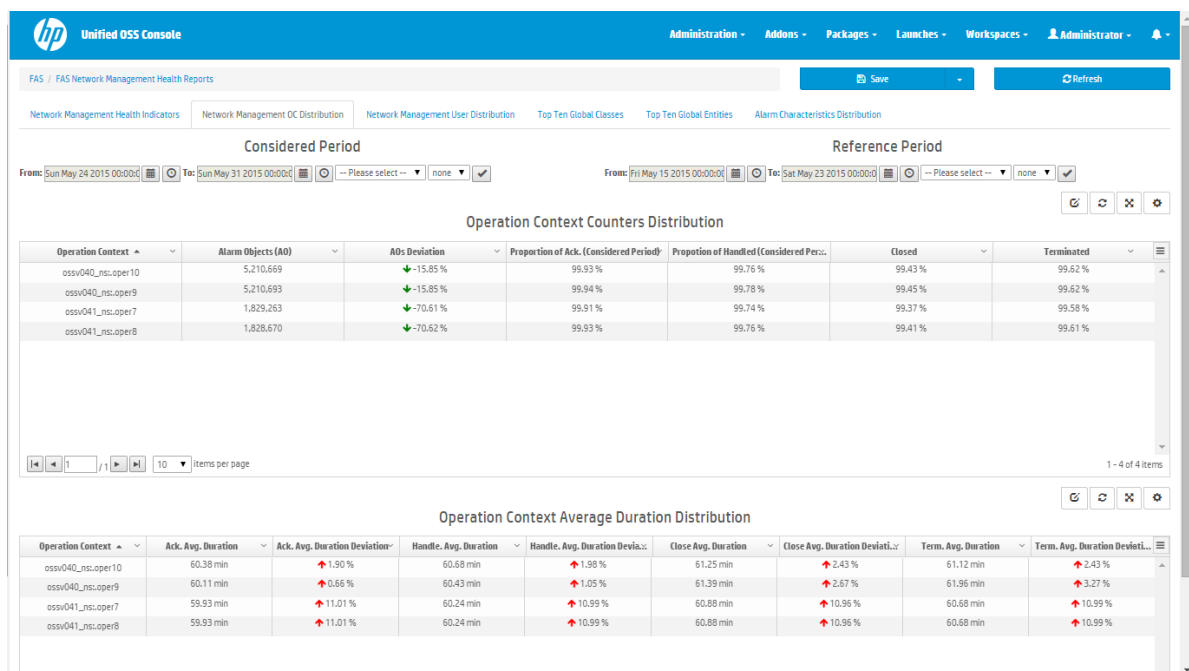 hp Unified OSS Console Administration Addons Packages Launches Workspaces Administrator
FAS / FAS Network Management Health Reports Save Refresh
Network Management Health Indicators Network Management OC Distribution Network Management User Distribution Top Ten Global Classes Top Ten Global Entities Alarm Characteristics Distribution
Considered Period Reference Period
From: Sun May 24 2015 00:00:0 To: Sun May 31 2015 00:00:0 -- Please select -- none From: Fri May 15 2015 00:00:00 To: Sat May 23 2015 00:00:0 -- Please select -- none
Operation Context Counters Distribution
Operation Context Alarm Objects (AO) AOs Deviation Proportion of Ack. (Considered Period) Propotion of Handled (Considered Per... Closed Terminated
ossv040_ns:.oper10 5,210,669 -15.85 % 99.93 % 99.76 % 99.43 % 99.62 %
ossv040_ns:.oper9 5,210,693 -15.85 % 99.94 % 99.78 % 99.45 % 99.62 %
ossv041_ns:.oper7 1,829,263 -70.61 % 99.91 % 99.74 % 99.37 % 99.58 %
ossv041_ns:.oper8 1,828,670 -70.62 % 99.93 % 99.76 % 99.41 % 99.61 %
1 / 1 10 items per page 1 - 4 of 4 items
Operation Context Average Duration Distribution
Operation Context Ack. Avg. Duration Ack. Avg. Duration Deviation Handle. Avg. Duration Handle. Avg. Duration Devia... Close Avg. Duration Close Avg. Duration Deviati... Term. Avg. Duration Term. Avg. Duration Deviati...
ossv040_ns:.oper10 60.38 min 1.90 % 60.68 min 1.98 % 61.25 min 2.43 % 61.12 min 2.43 %
ossv040_ns:.oper9 60.11 min 0.66 % 60.43 min 1.05 % 61.39 min 2.67 % 61.96 min 3.27 %
ossv041_ns:.oper7 59.93 min 11.01 % 60.24 min 10.99 % 60.88 min 10.96 % 60.68 min 10.99 %
ossv041_ns:.oper8 59.93 min 11.01 % 60.24 min 10.99 % 60.88 min 10.96 % 60.68 min 10.99 %